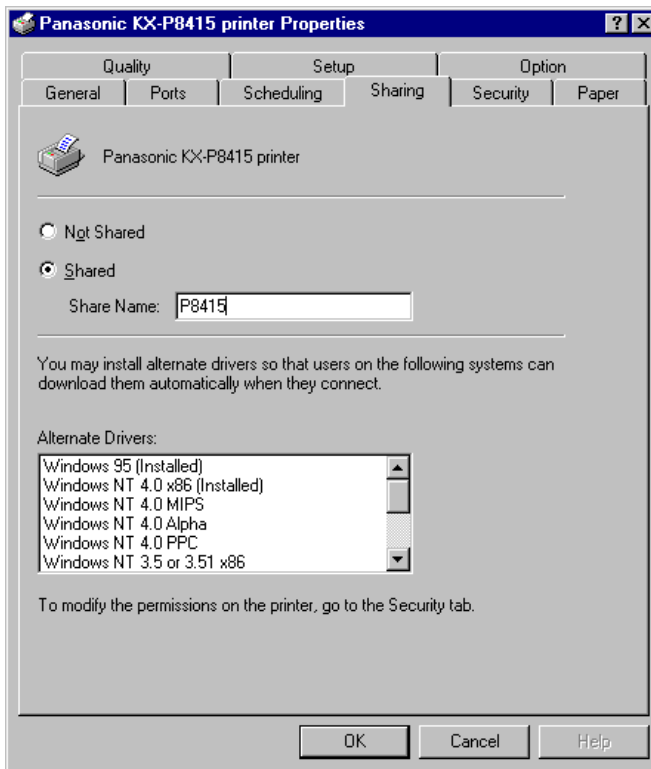 Panasonic KX-P8415 printer Properties
Quality Setup Option
General Ports Scheduling Sharing Security Paper
Panasonic KX-P8415 printer
Not Shared
Shared
Share Name: P8415
You may install alternate drivers so that users on the following systems can
download them automatically when they connect.
Alternate Drivers:
Windows 95 (Installed)
Windows NT 4.0 x86 (Installed)
Windows NT 4.0 MIPS
Windows NT 4.0 Alpha
Windows NT 4.0 PPC
Windows NT 3.5 or 3.51 x86
To modify the permissions on the printer, go to the Security tab.
OK Cancel Help